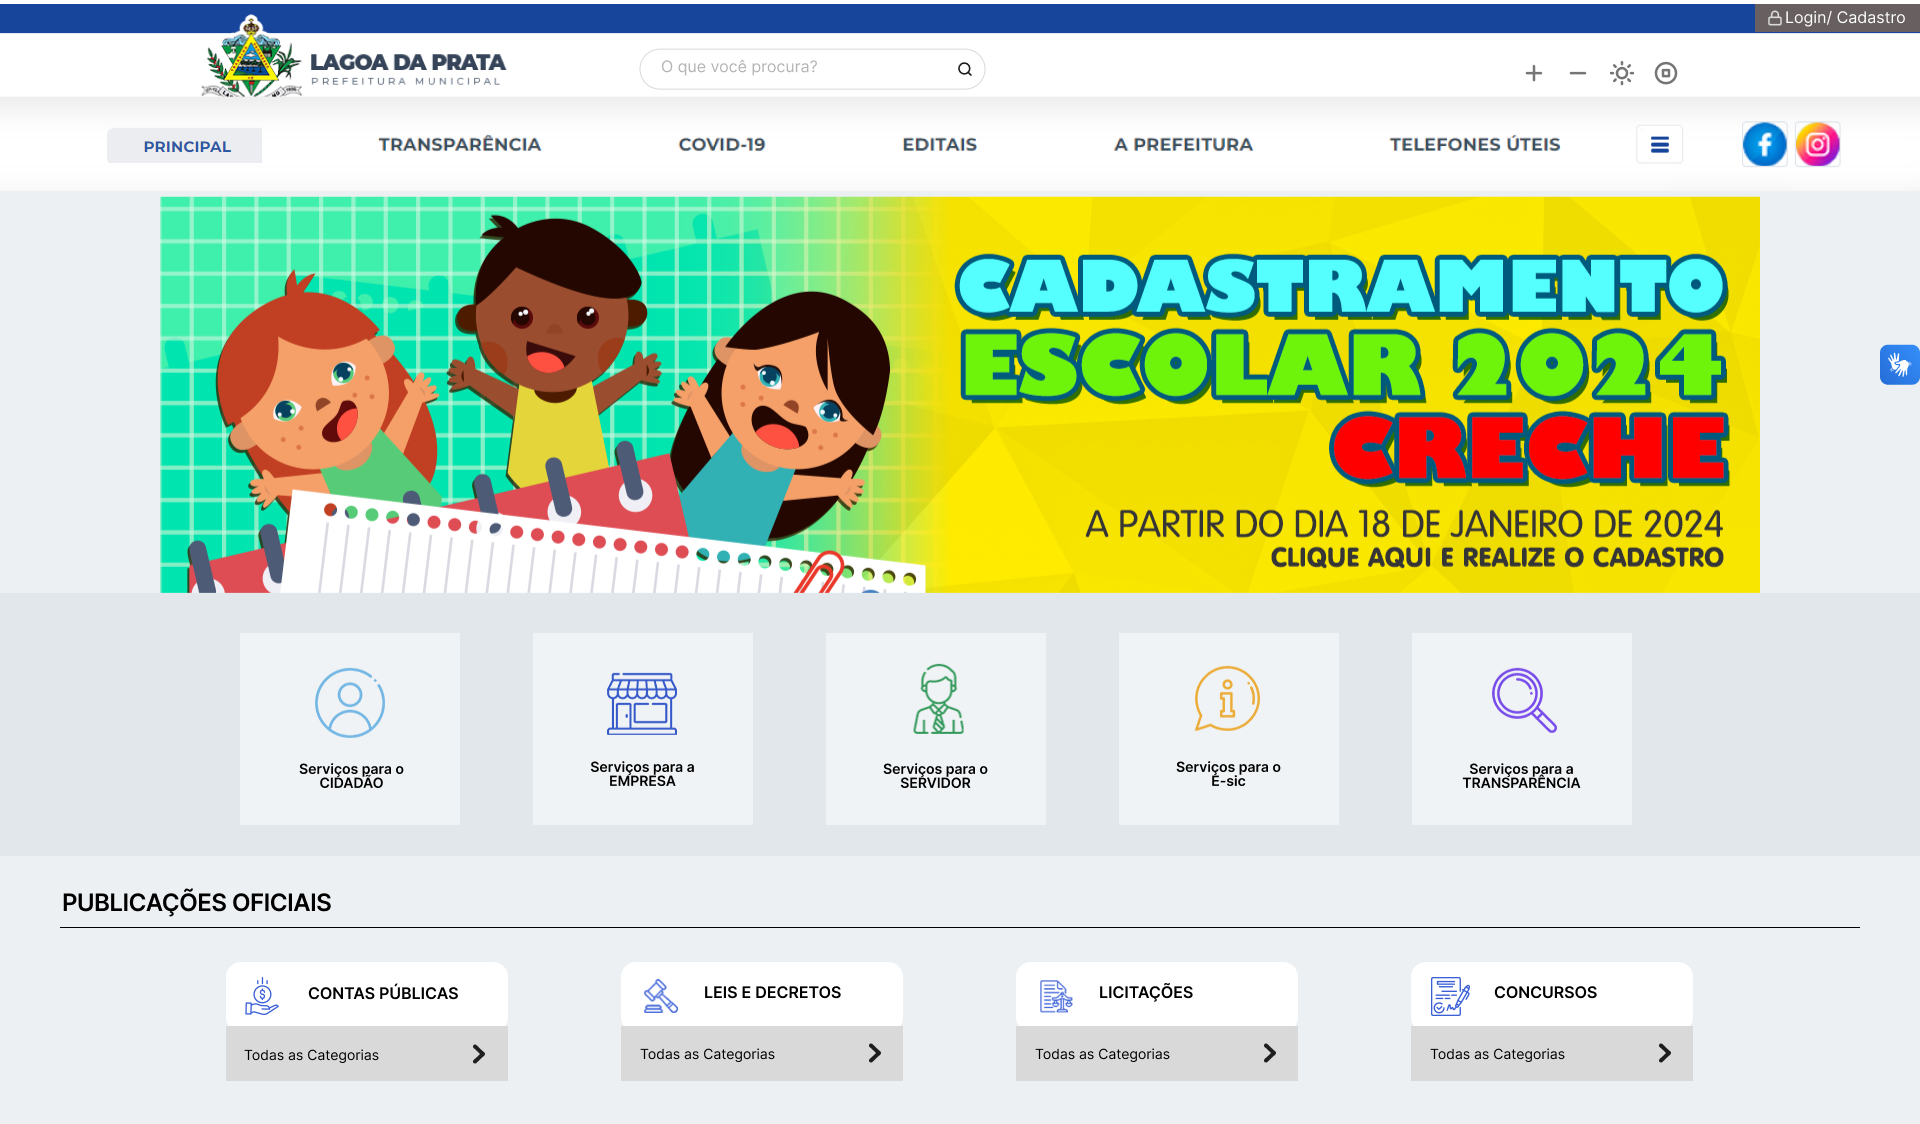 Login/ Cadastro
LAGOA DA PRATA
PREFEITURA MUNICIPAL
O que você procura?
PRINCIPAL
TRANSPARÊNCIA
COVID-19
EDITAIS
A PREFEITURA
TELEFONES ÚTEIS
CADASTRAMENTO
ESCOLAR 2024
CRECHE
A PARTIR DO DIA 18 DE JANEIRO DE 2024
CLIQUE AQUI E REALIZE O CADASTRO
Serviços para o
CIDADÃO
Serviços para a
EMPRESA
Serviços para o
SERVIDOR
Serviços para o
E-sic
Serviços para a
TRANSPARÊNCIA
PUBLICAÇÕES OFICIAIS
CONTAS PÚBLICAS
Todas as Categorias
LEIS E DECRETOS
Todas as Categorias
LICITAÇÕES
Todas as Categorias
CONCURSOS
Todas as Categorias